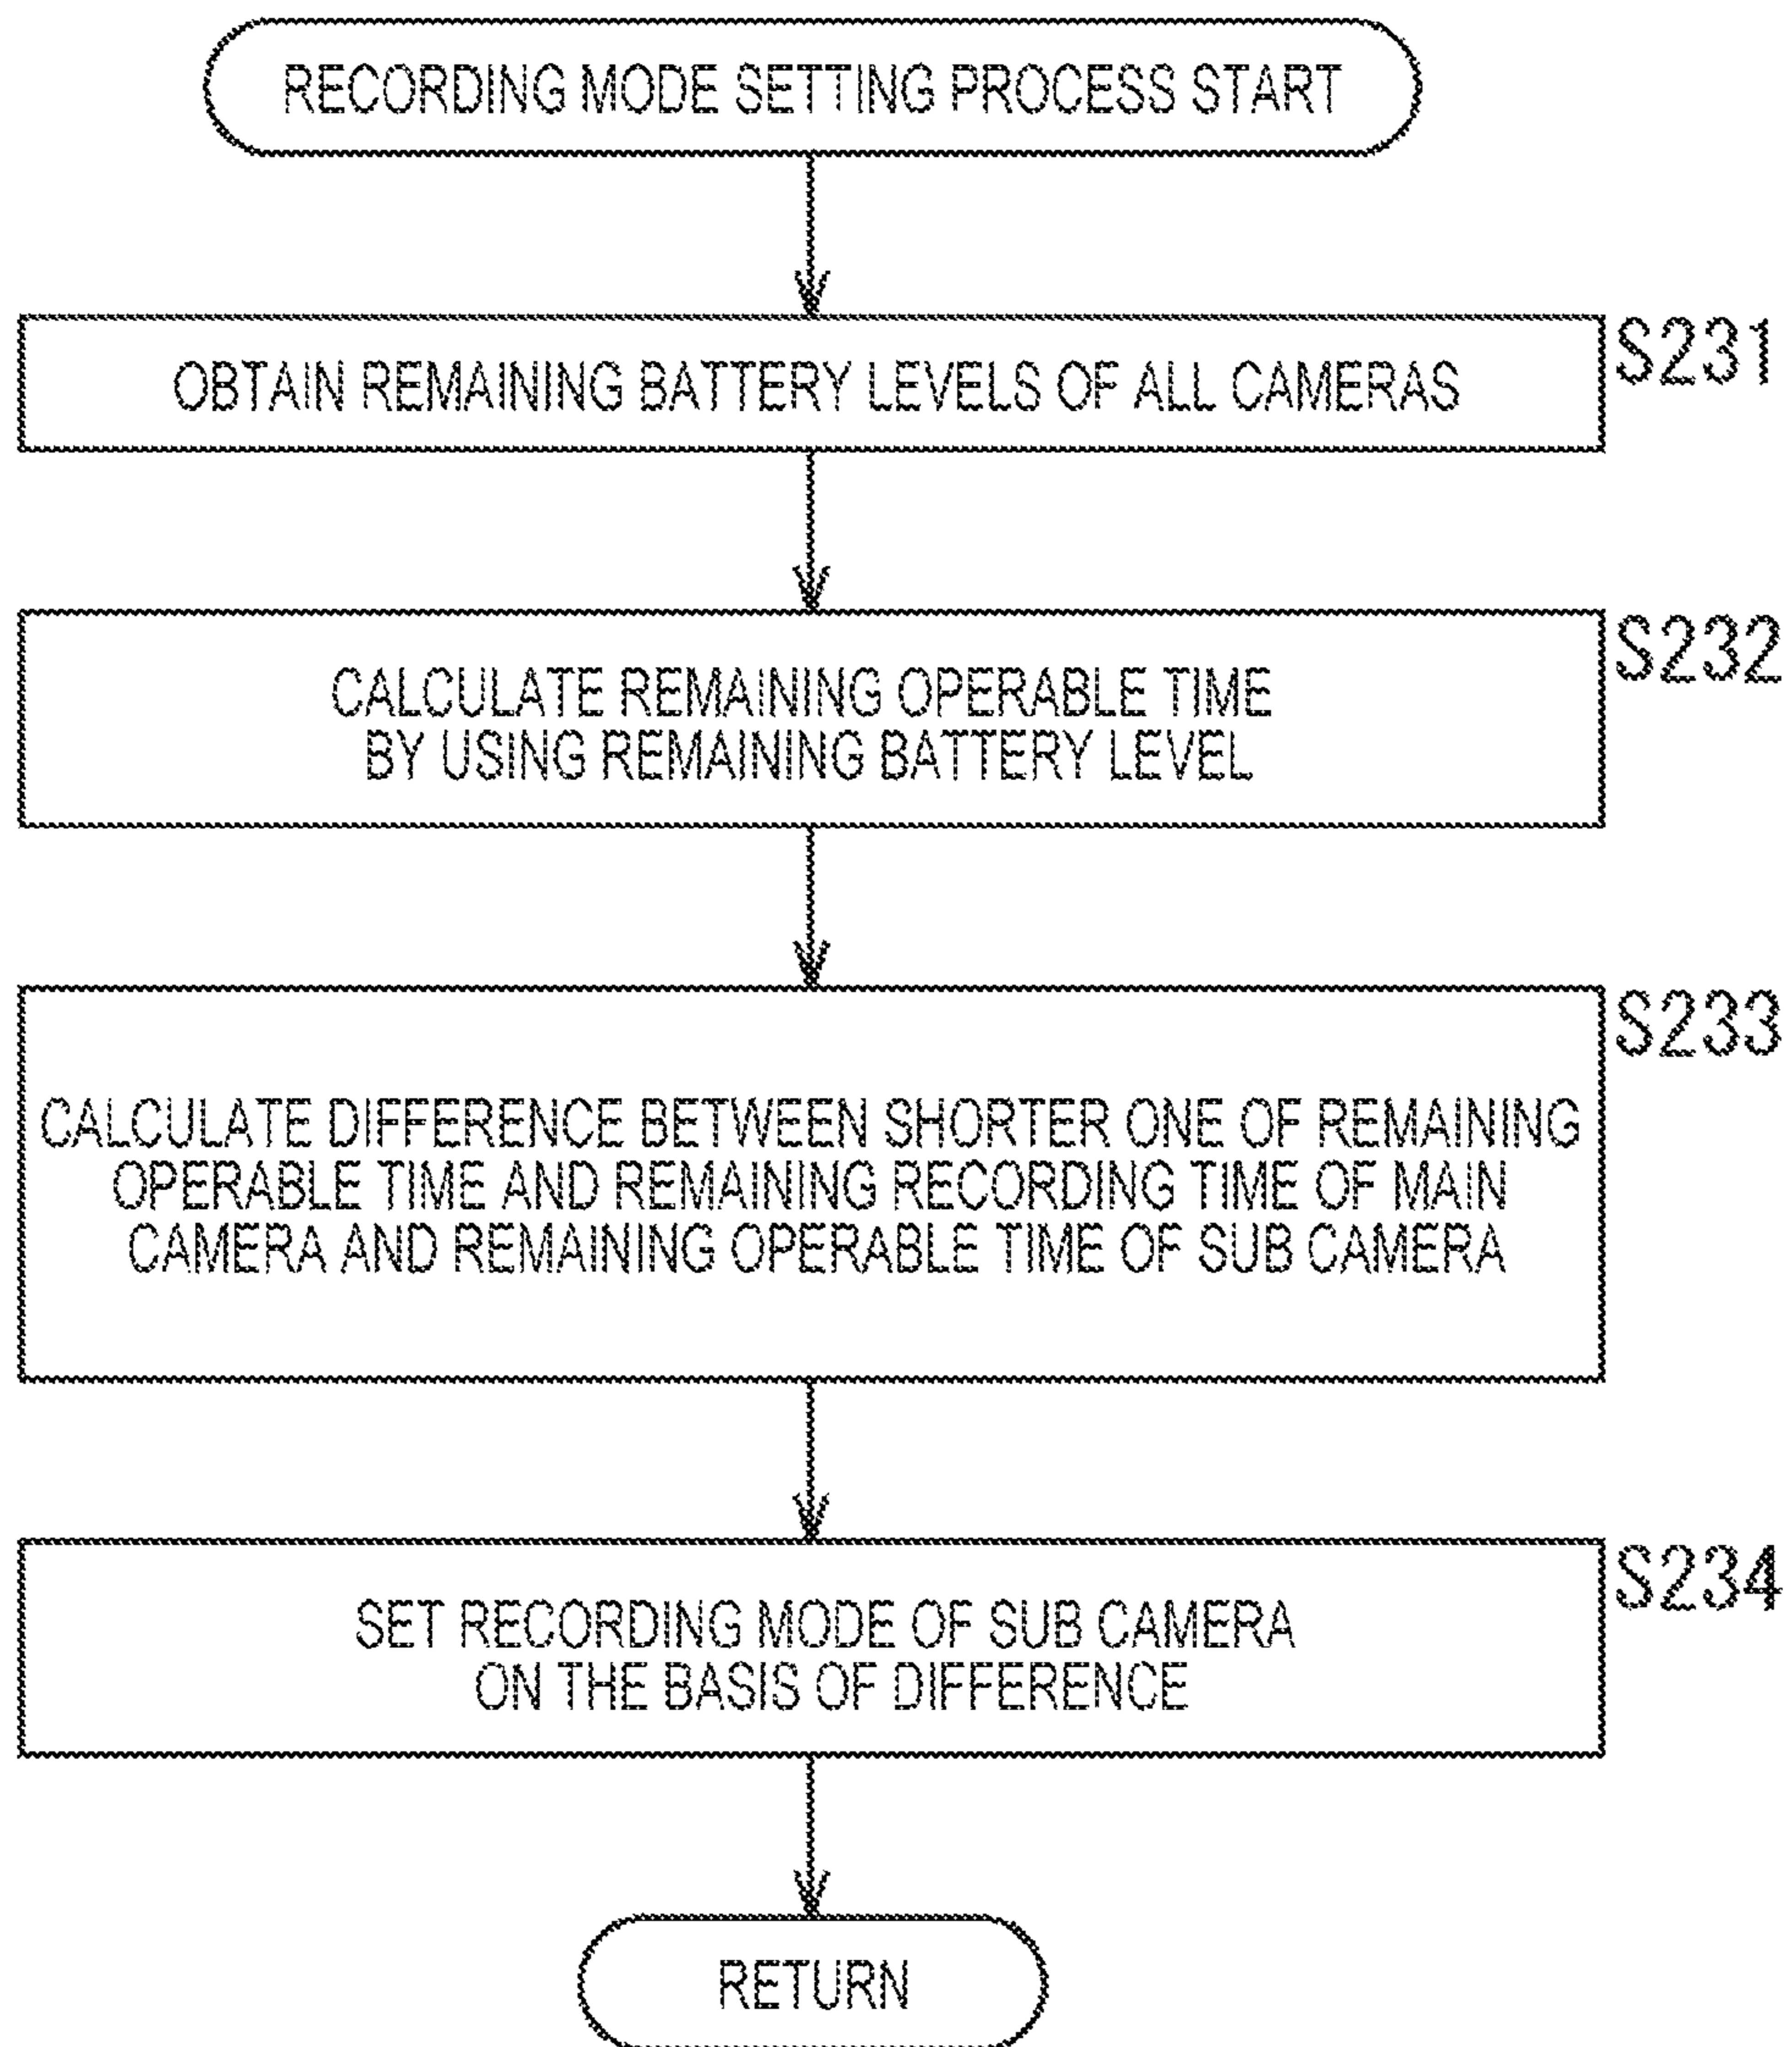 RECORDING MODE SETTING PROCESS START
OBTAIN REMAINING BATTERY LEVELS OF ALL CAMERAS
S231
CALCULATE REMAINING OPERABLE TIME
BY USING REMAINING BATTERY LEVEL
S232
CALCULATE DIFFERENCE BETWEEN SHORTER ONE OF REMAINING
OPERABLE TIME AND REMAINING RECORDING TIME OF MAIN
CAMERA AND REMAINING OPERABLE TIME OF SUB CAMERA
S233
SET RECORDING MODE OF SUB CAMERA
ON THE BASIS OF DIFFERENCE
S234
RETURN